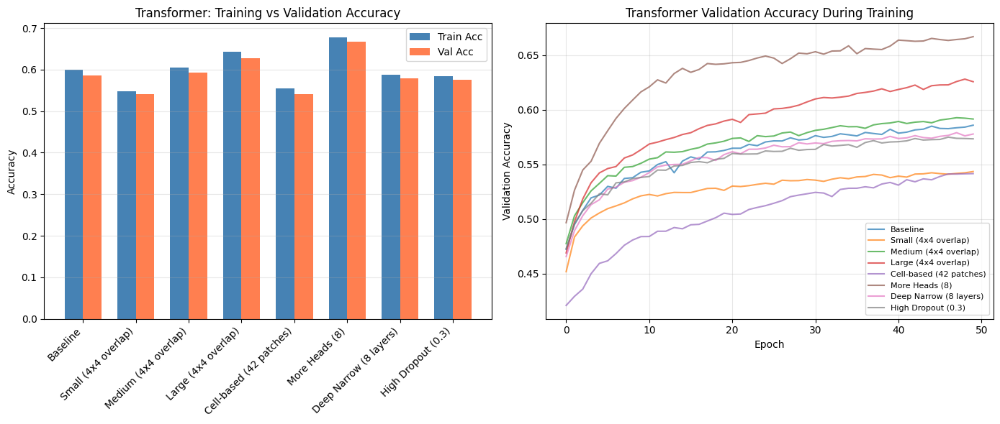 Transformer: Training vs Validation Accuracy
Train Acc
Val Acc
Accuracy
0.7
0.6
0.5
0.4
0.3
0.2
0.1
0.0
Baseline
Small (4x4 overlap)
Medium (4x4 overlap)
Large (4x4 overlap)
Cell-based (42 patches)
More Heads (8)
Deep Narrow (8 layers)
High Dropout (0.3)
Transformer Validation Accuracy During Training
Validation Accuracy
0.65
0.60
0.55
0.50
0.45
Baseline
Small (4x4 overlap)
Medium (4x4 overlap)
Large (4x4 overlap)
Cell-based (42 patches)
More Heads (8)
Deep Narrow (8 layers)
High Dropout (0.3)
0 10 20 30 40 50
Epoch